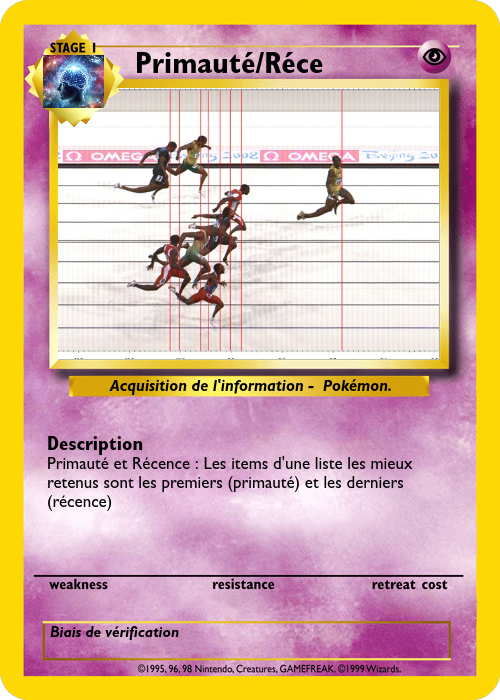 STAGE 1
Primauté/Réce
OMEGA Beijing 2008 OMEGA Beijing 20
Acquisition de l'information - Pokémon.
Description
Primauté et Récence : Les items d'une liste les mieux
retenus sont les premiers (primauté) et les derniers
(récence)
weakness resistance retreat cost
Biais de vérification
©1995, 96, 98 Nintendo, Creatures, GAMEFREAK. ©1999 Wizards.